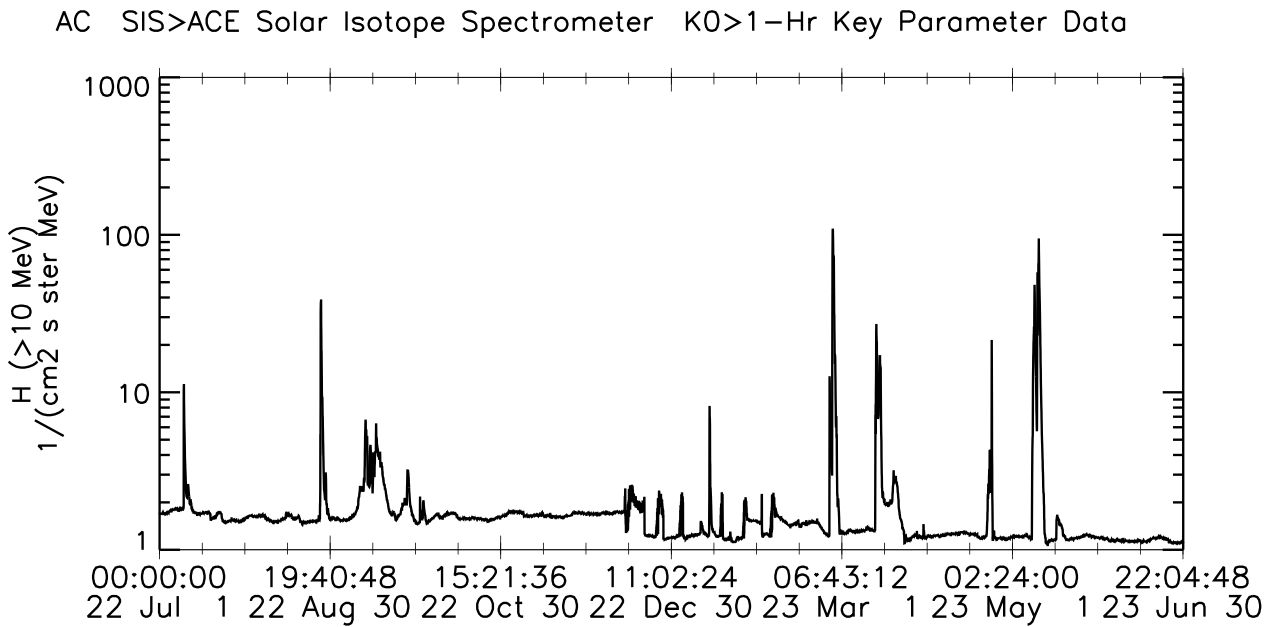 AC SIS>ACE Solar Isotope Spectrometer K0>1-Hr Key Parameter Data
1000
100
10
1
H (>10 MeV)
1/(cm2 s ster MeV)
00:00:00 19:40:48 15:21:36 11:02:24 06:43:12 02:24:00 22:04:48
22 Jul 1 22 Aug 30 22 Oct 30 22 Dec 30 23 Mar 1 23 May 1 23 Jun 30